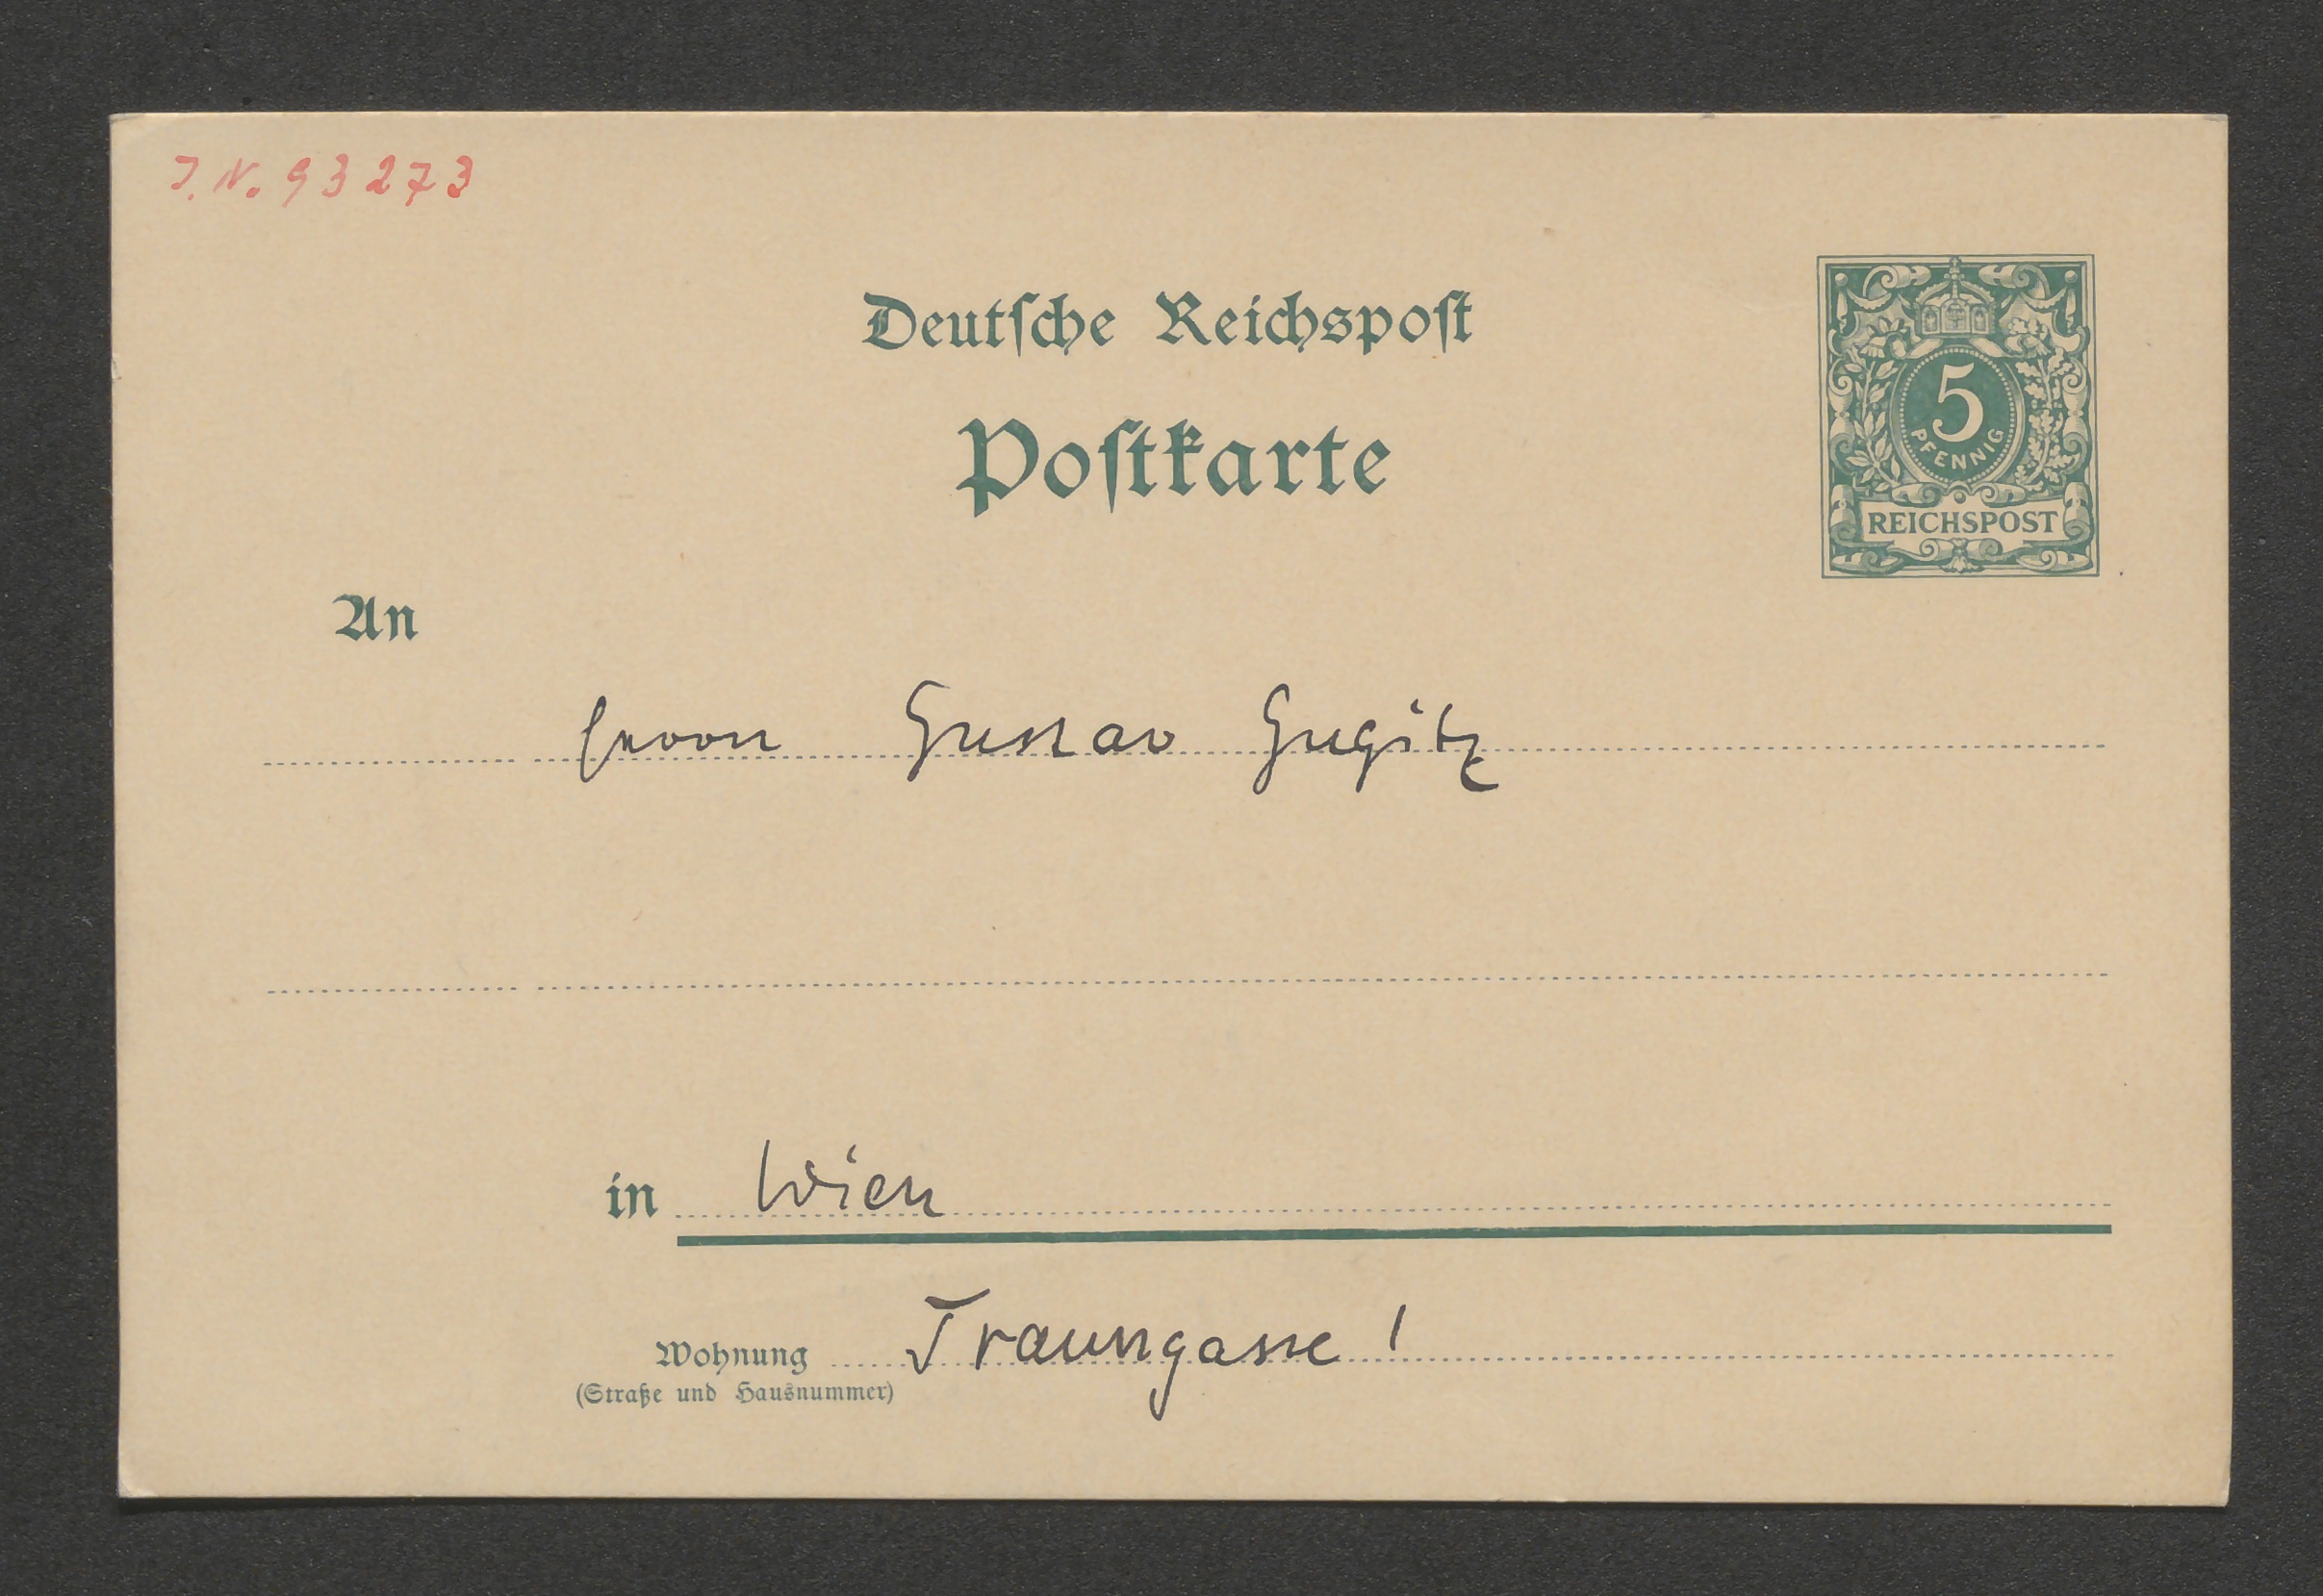 J. N. 93273
Deutsche Reichspost
Postkarte
5
PFENNIG
REICHSPOST
An
Herrn Gustav Gugitz
in Wien
Wohnung Traungasse 1
(Straße und Hausnummer)